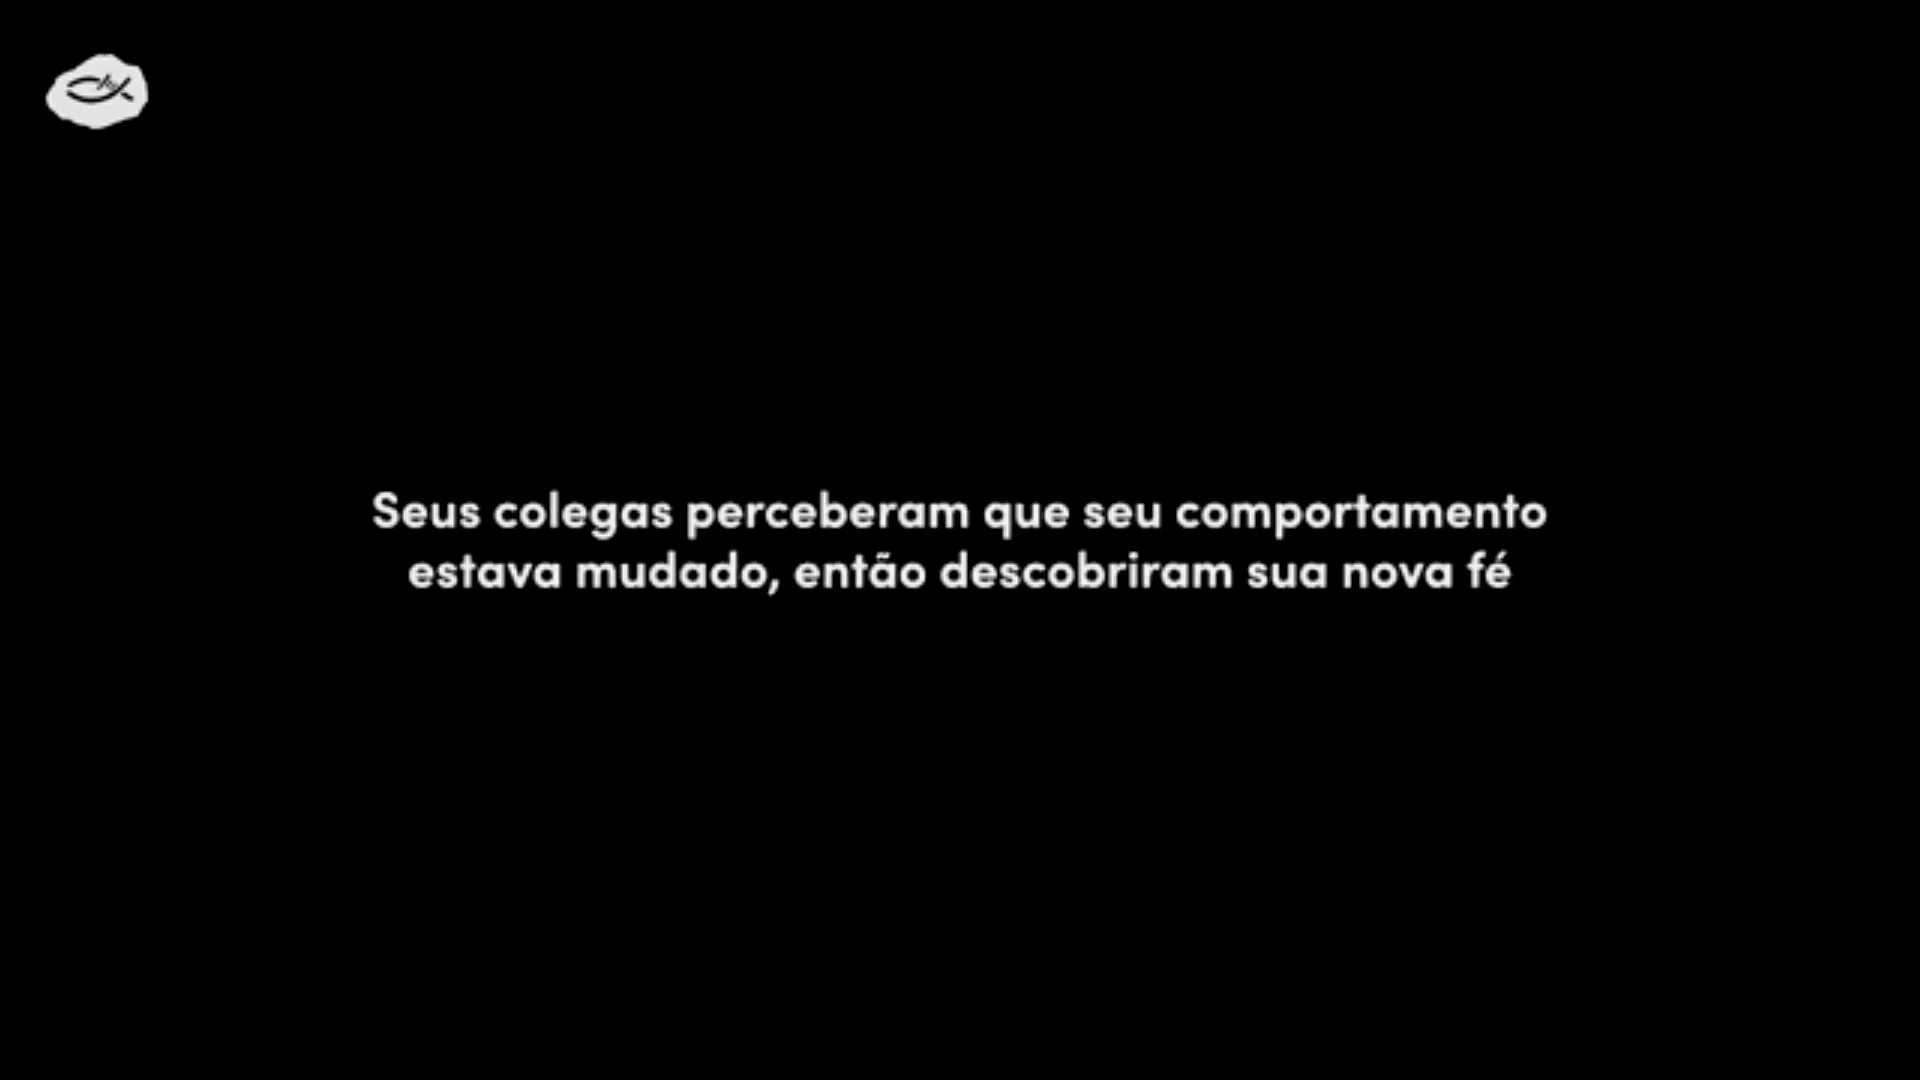 Seus colegas perceberam que seu comportamento
estava mudado, então descobriram sua nova fé